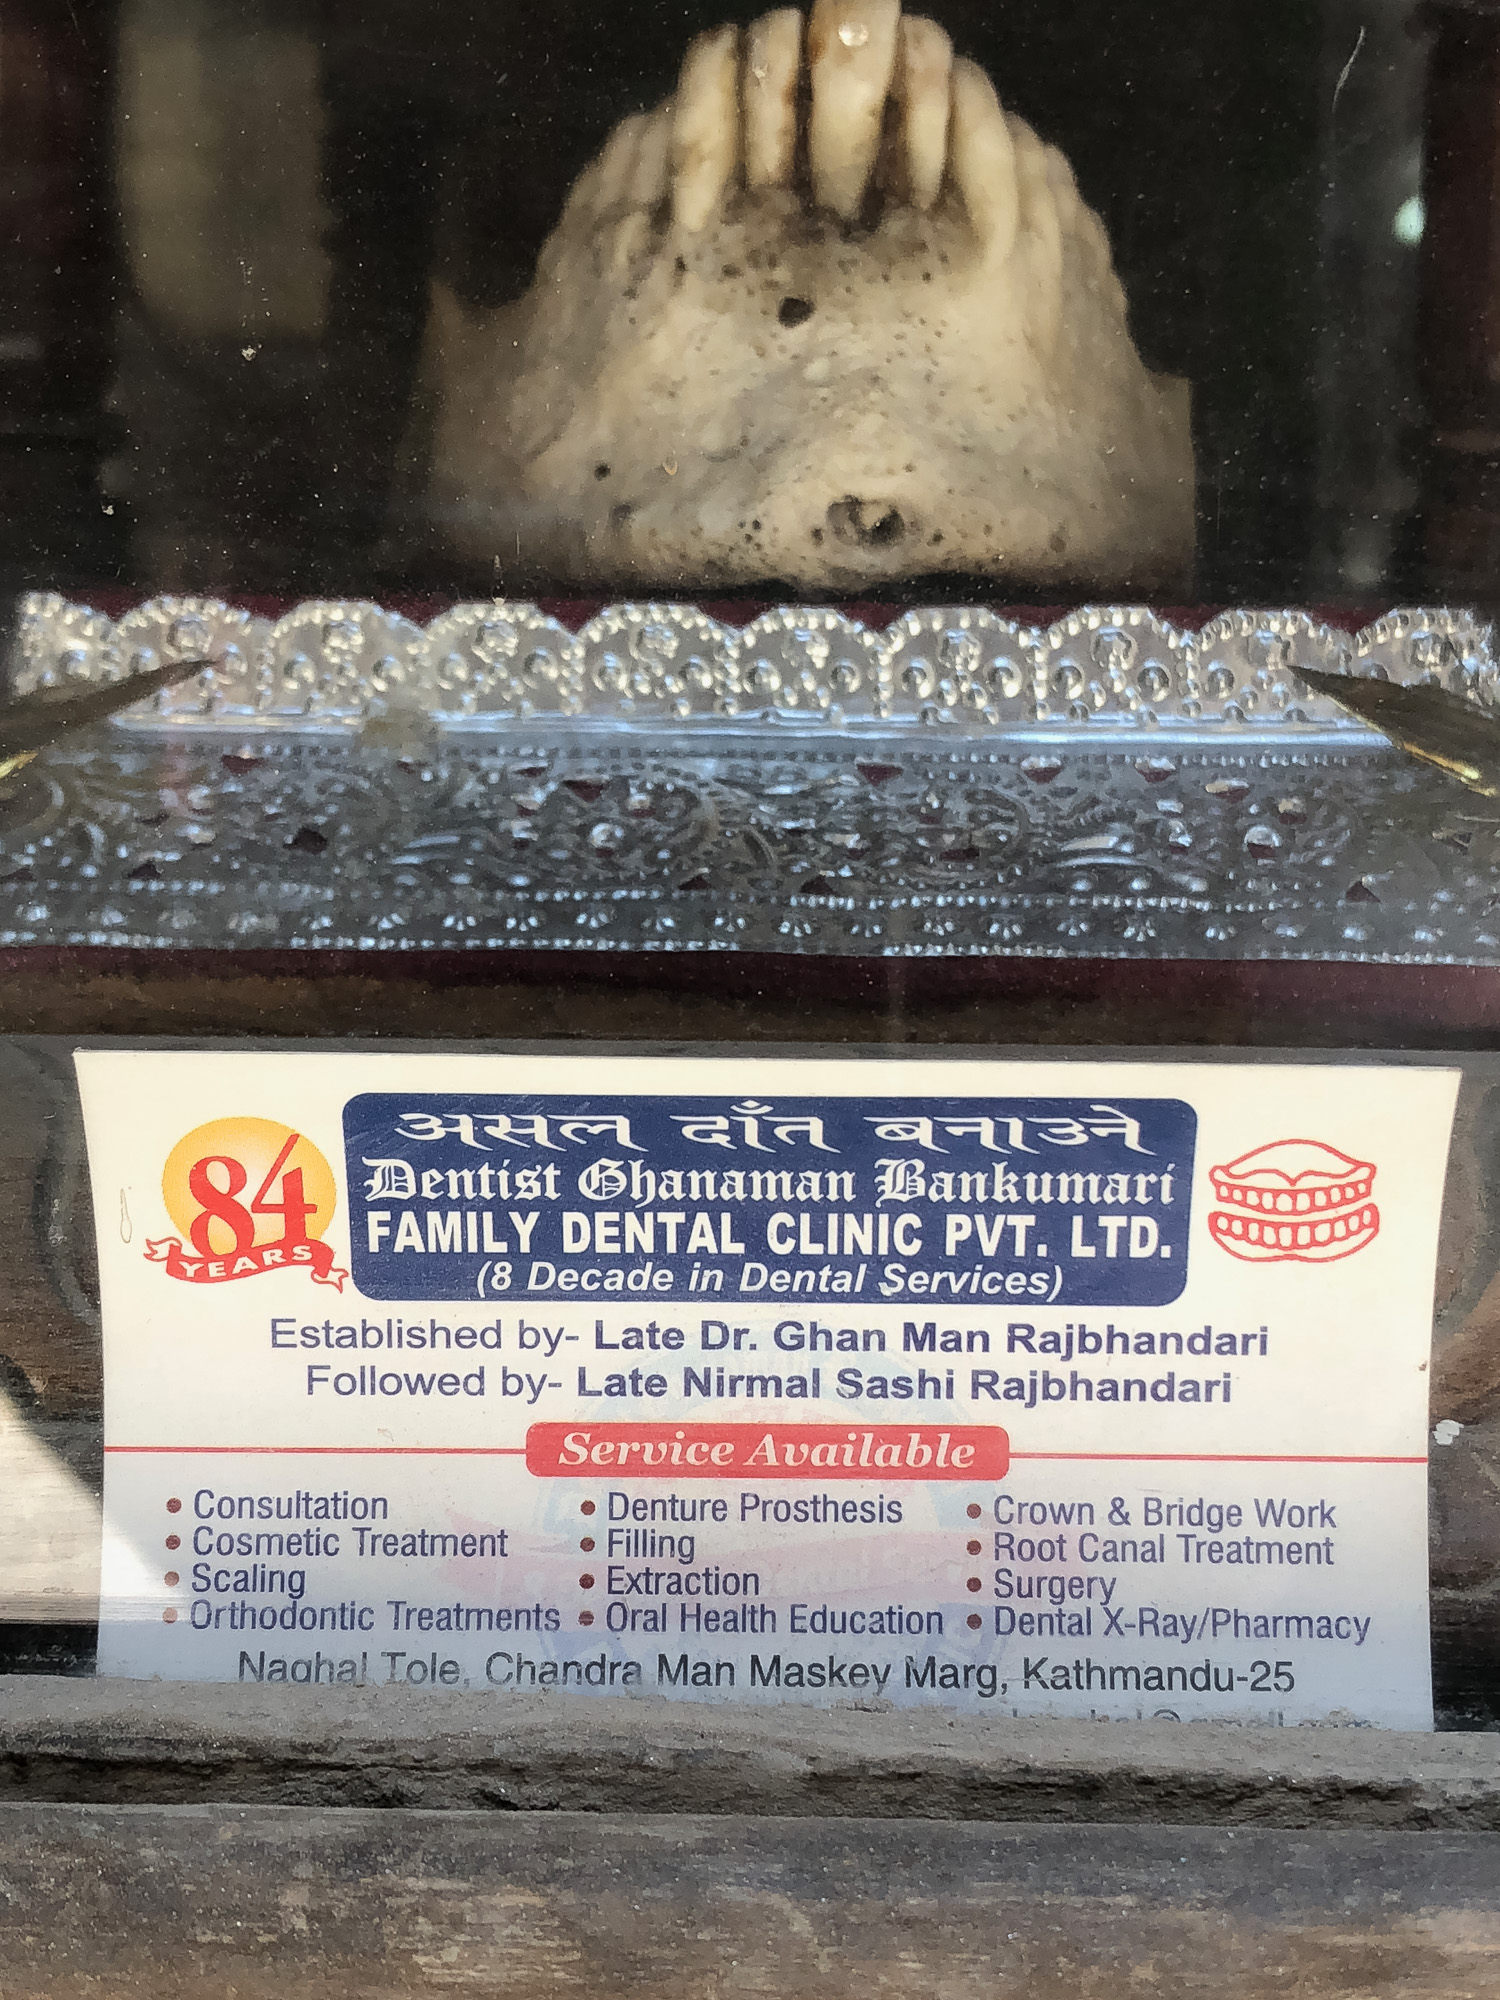 84
YEARS
असल दाँत बनाउने
Dentist Ghanaman Bankumari
FAMILY DENTAL CLINIC PVT. LTD.
(8 Decade in Dental Services)
Established by- Late Dr. Ghan Man Rajbhandari
Followed by- Late Nirmal Sashi Rajbhandari
Service Available
• Consultation
• Cosmetic Treatment
• Scaling
• Orthodontic Treatments
• Denture Prosthesis
• Filling
• Extraction
• Oral Health Education
• Crown & Bridge Work
• Root Canal Treatment
• Surgery
• Dental X-Ray/Pharmacy
Naghal Tole, Chandra Man Maskey Marg, Kathmandu-25